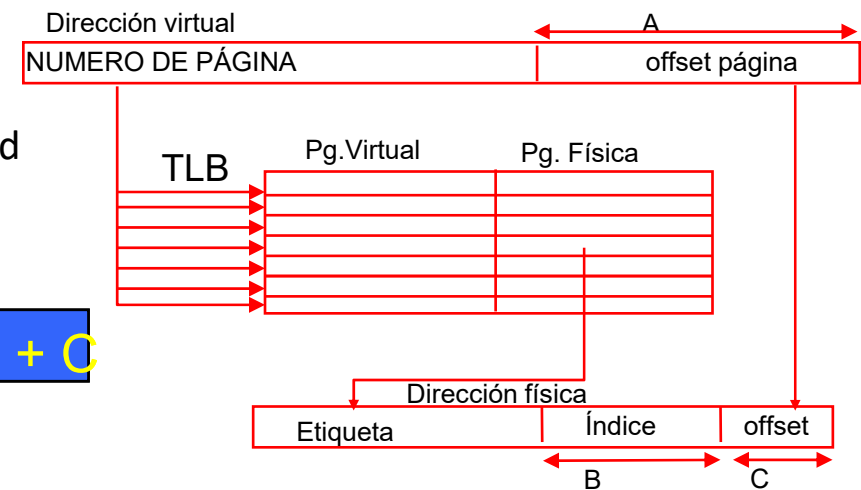 Dirección virtual
A
NUMERO DE PÁGINA offset página
d
TLB Pg.Virtual Pg. Física
+ C
Dirección física
Etiqueta Índice offset
B C